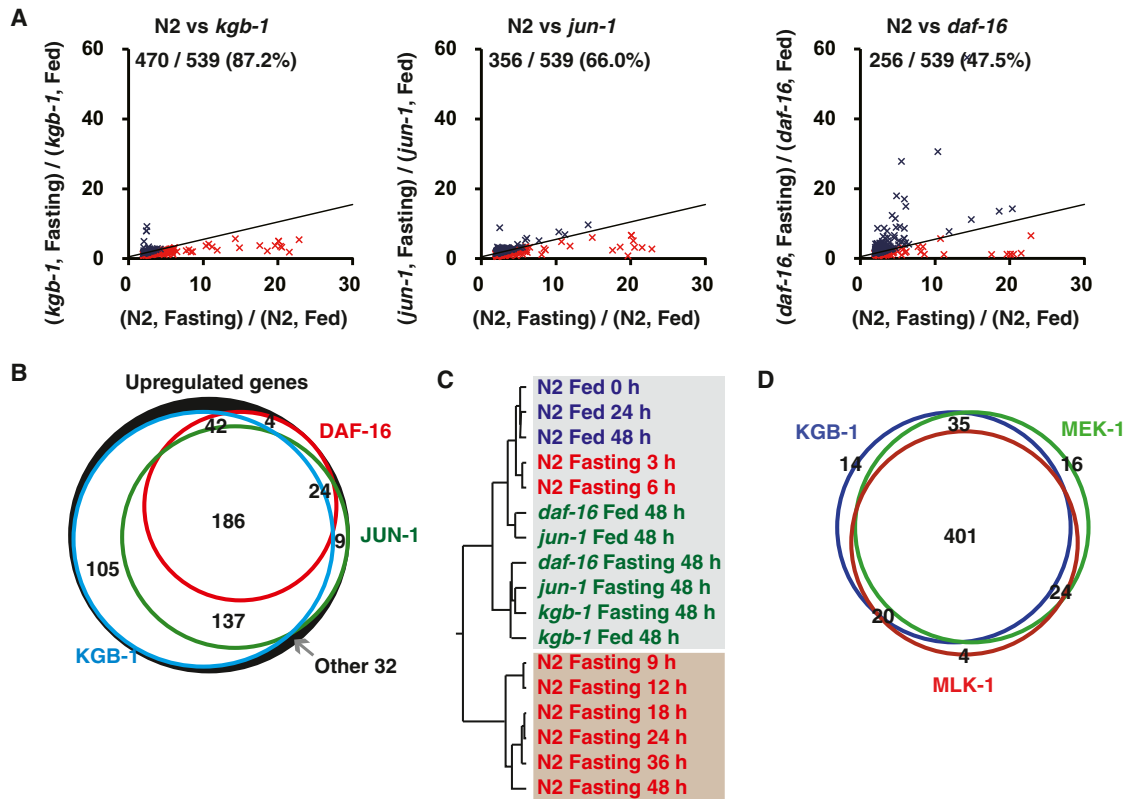 A
N2 vs kgb-1
470 / 539 (87.2%)
(kgb-1, Fasting) / (kgb-1, Fed)
60
40
20
0
0
10
20
30
(N2, Fasting) / (N2, Fed)
N2 vs jun-1
356 / 539 (66.0%)
(jun-1, Fasting) / (jun-1, Fed)
60
40
20
0
0
10
20
30
(N2, Fasting) / (N2, Fed)
N2 vs daf-16
256 / 539 (47.5%)
(daf-16, Fasting) / (daf-16, Fed)
60
40
20
0
0
10
20
30
(N2, Fasting) / (N2, Fed)
B
Upregulated genes
42
4
DAF-16
24
186
JUN-1
9
105
137
KGB-1
Other 32
C
N2 Fed 0 h
N2 Fed 24 h
N2 Fed 48 h
N2 Fasting 3 h
N2 Fasting 6 h
daf-16 Fed 48 h
jun-1 Fed 48 h
daf-16 Fasting 48 h
jun-1 Fasting 48 h
kgb-1 Fasting 48 h
kgb-1 Fed 48 h
N2 Fasting 9 h
N2 Fasting 12 h
N2 Fasting 18 h
N2 Fasting 24 h
N2 Fasting 36 h
N2 Fasting 48 h
D
KGB-1
35
MEK-1
14
16
401
24
20
4
MLK-1